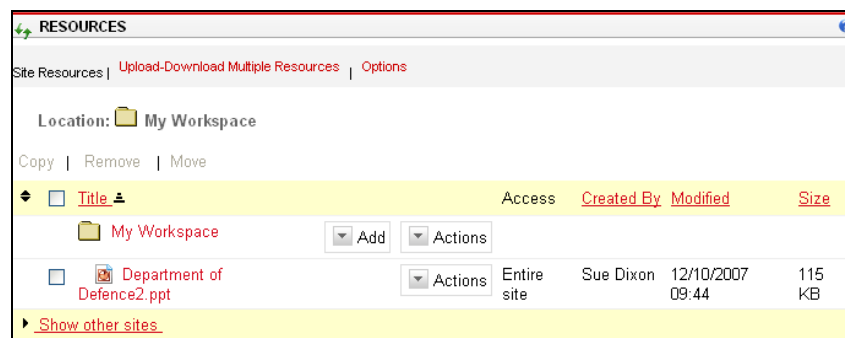 RESOURCES
Site Resources | Upload-Download Multiple Resources | Options
Location: My Workspace
Copy | Remove | Move
Title Access Created By Modified Size
My Workspace Add Actions
Department of Defence2.ppt Actions Entire site Sue Dixon 12/10/2007 09:44 115 KB
Show other sites